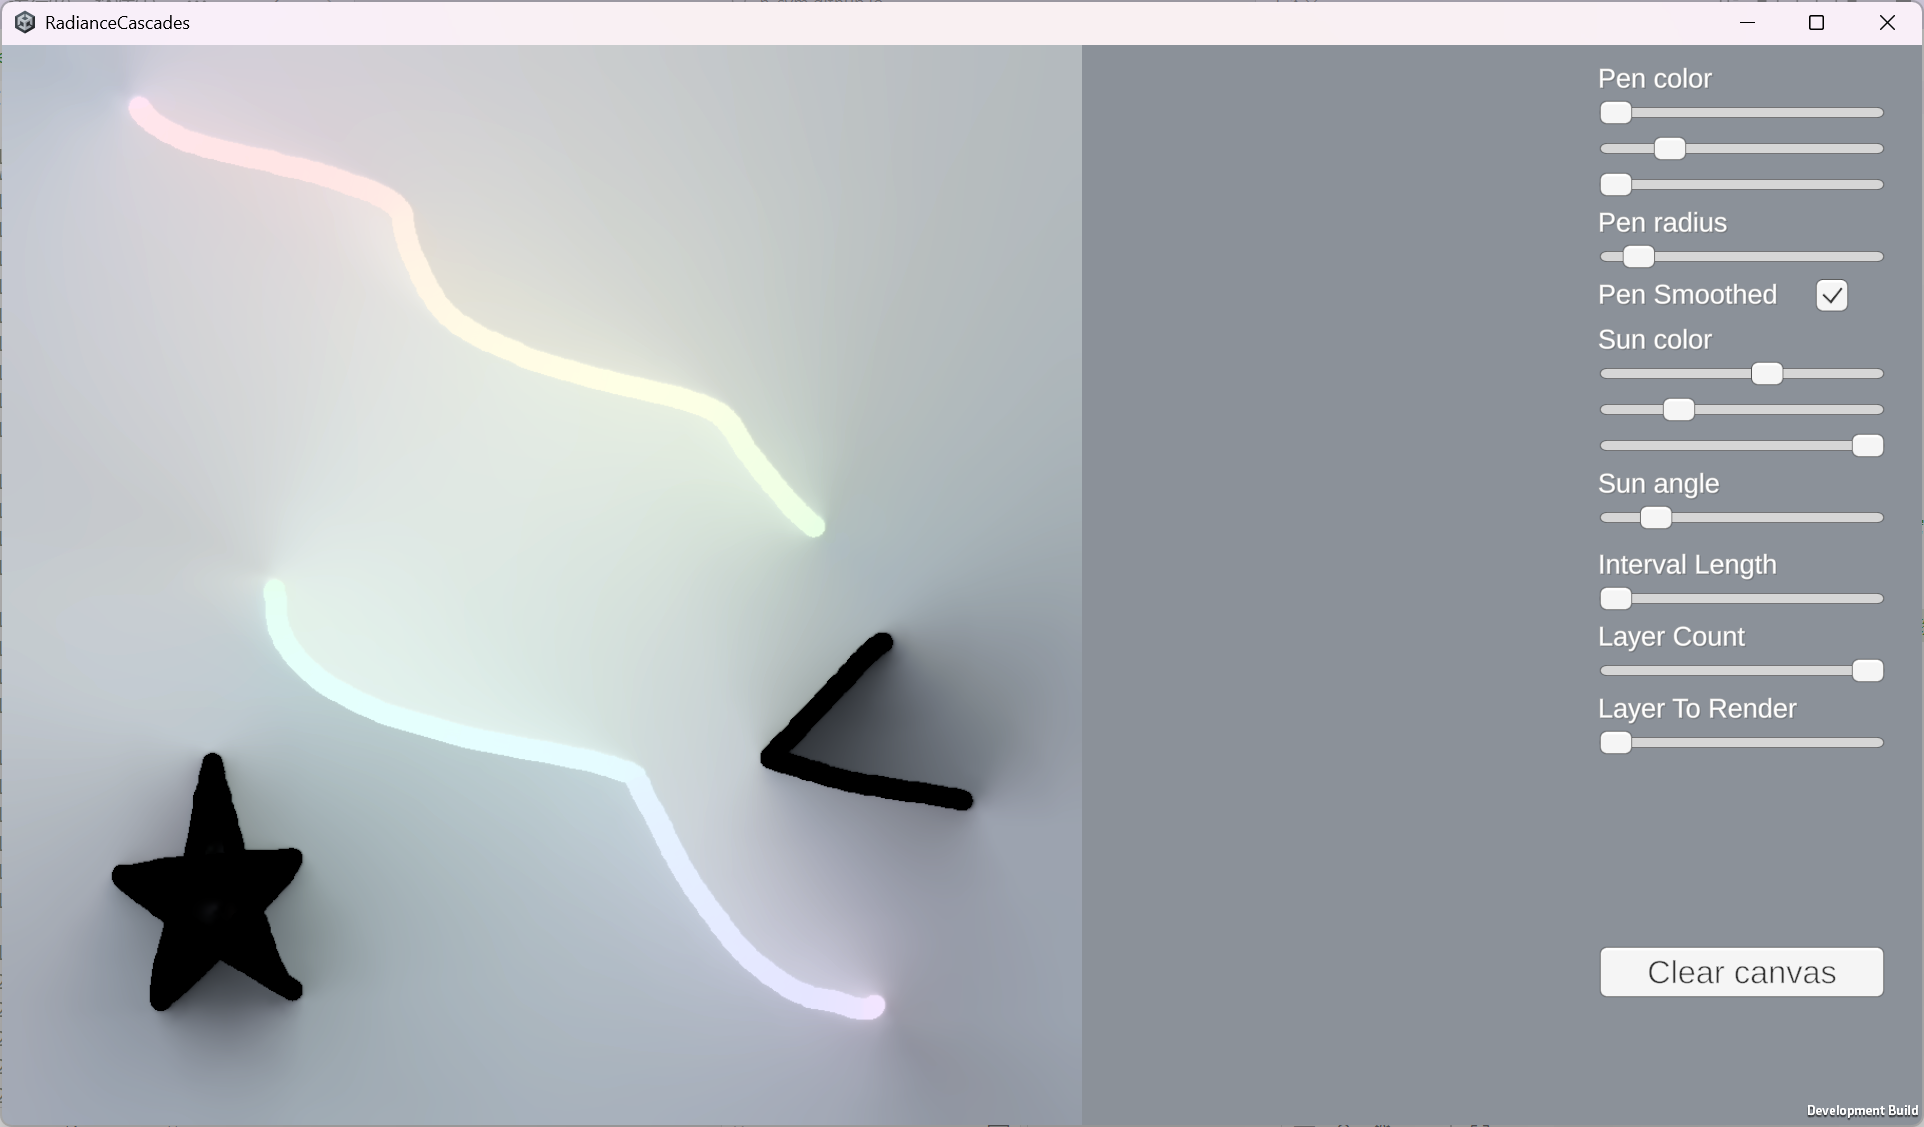 RadianceCascades
Pen color
Pen radius
Pen Smoothed
Sun color
Sun angle
Interval Length
Layer Count
Layer To Render
Clear canvas
Development Build